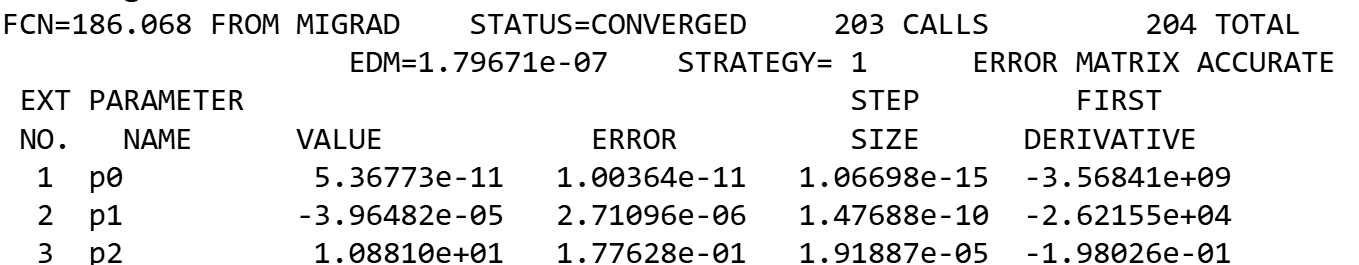 FCN=186.068 FROM MIGRAD    STATUS=CONVERGED     203 CALLS         204 TOTAL
                    EDM=1.79671e-07    STRATEGY= 1      ERROR MATRIX ACCURATE
 EXT PARAMETER                                   STEP         FIRST
 NO.   NAME      VALUE            ERROR          SIZE      DERIVATIVE
  1  p0           5.36773e-11   1.00364e-11   1.06698e-15  -3.56841e+09
  2  p1          -3.96482e-05   2.71096e-06   1.47688e-10  -2.62155e+04
  3  p2           1.08810e+01   1.77628e-01   1.91887e-05  -1.98026e-01